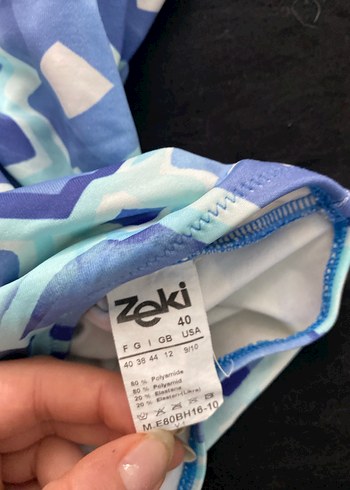 Zeki
40
F G I GB USA
40 38 44 12 9/10
80 % Polyamide
80 % Polyamid
20 % Elastane
20 % Elastan (Lycra)
M.E80BH16-10